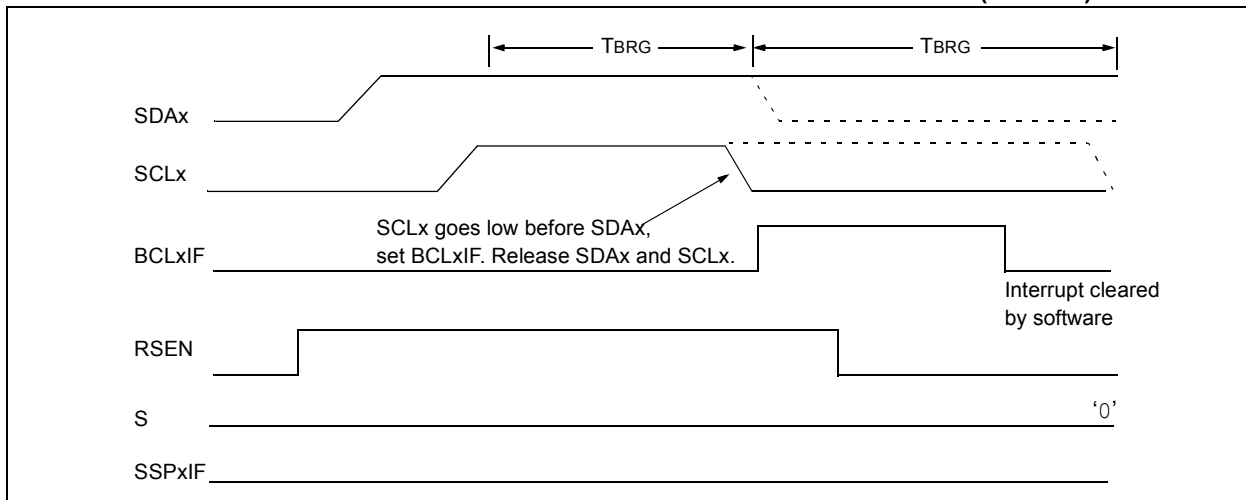 TBRG TBRG
SDAx
SCLx
SCLx goes low before SDAx,
set BCLxIF. Release SDAx and SCLx.
BCLxIF
Interrupt cleared
by software
RSEN
S
‘0’
SSPxIF